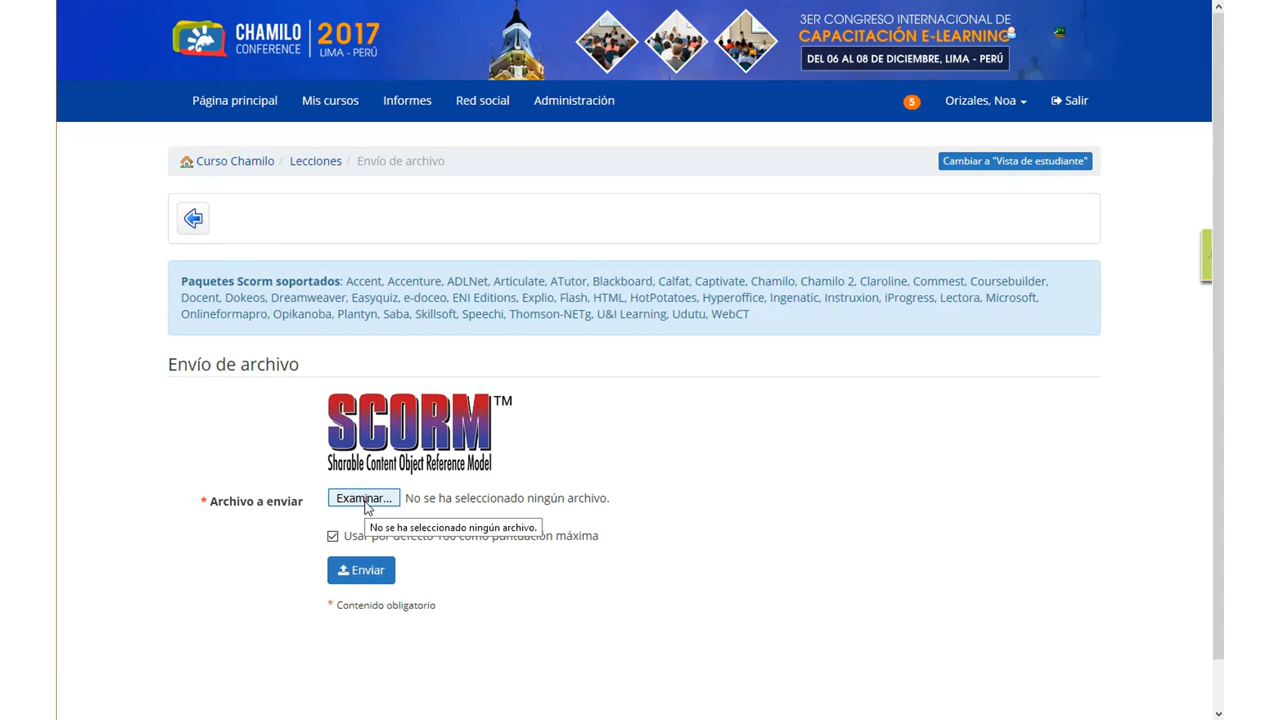 CHAMILO
CONFERENCE
2017
LIMA - PERÚ
3ER CONGRESO INTERNACIONAL DE
CAPACITACIÓN E-LEARNING
DEL 06 AL 08 DE DICIEMBRE, LIMA - PERÚ
Página principal Mis cursos Informes Red social Administración 5 Orizales, Noa Salir
Curso Chamilo / Lecciones / Envío de archivo Cambiar a "Vista de estudiante"
Paquetes Scorm soportados: Accent, Accenture, ADLNet, Articulate, ATutor, Blackboard, Calfat, Captivate, Chamilo, Chamilo 2, Claroline, Commest, Coursebuilder,
Docent, Dokeos, Dreamweaver, Easyquiz, e-doceo, ENI Editions, Explio, Flash, HTML, HotPotatoes, Hyperoffice, Ingenatic, Instruxion, iProgress, Lectora, Microsoft,
Onlineformapro, Opikanoba, Plantyn, Saba, Skillsoft, Speechi, Thomson-NETg, U&I Learning, Udutu, WebCT
Envío de archivo
SCORM™
Sharable Content Object Reference Model
* Archivo a enviar Examinar... No se ha seleccionado ningún archivo.
No se ha seleccionado ningún archivo.
Usar por defecto 100 como puntuación máxima
Enviar
* Contenido obligatorio